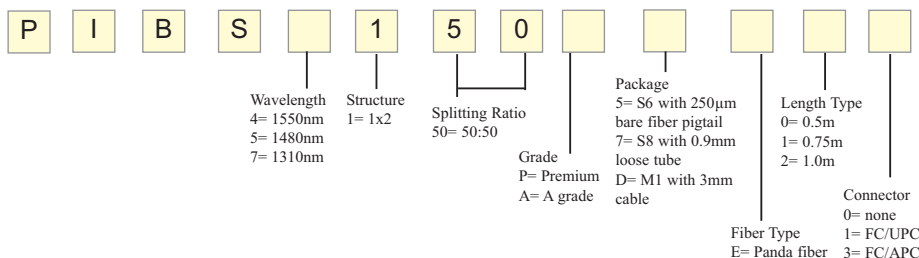 P I B S 1 5 0
Wavelength
4= 1550nm
5= 1480nm
7= 1310nm
Structure
1= 1x2
Splitting Ratio
50= 50:50
Grade
P= Premium
A= A grade
Package
5= S6 with 250μm
bare fiber pigtail
7= S8 with 0.9mm
loose tube
D= M1 with 3mm
cable
Fiber Type
E= Panda fiber
Length Type
0= 0.5m
1= 0.75m
2= 1.0m
Connector
0= none
1= FC/UPC
3= FC/APC